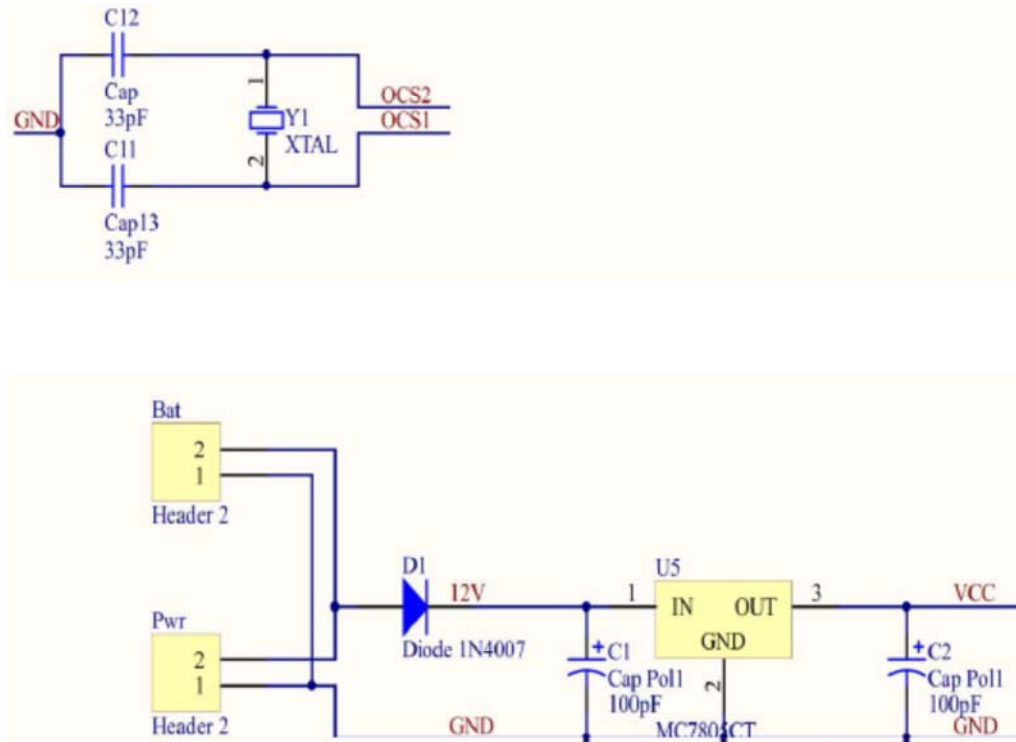 C12
Cap
33pF
GND
C11
Cap13
33pF
1
Y1
XTAL
2
OCS2
OCS1
Bat
2
1
Header 2
Pwr
2
1
Header 2
D1
12V
Diode 1N4007
GND
U5
1
IN
OUT
3
GND
2
MC7805CT
+
C1
Cap Pol1
100pF
VCC
+
C2
Cap Pol1
100pF
GND